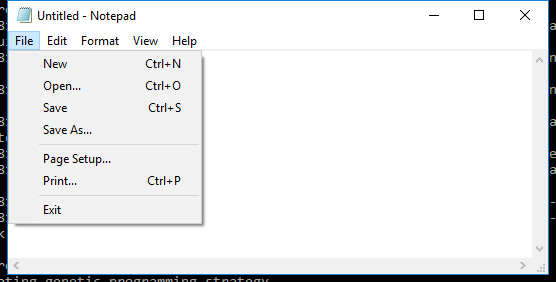 Untitled - Notepad
File Edit Format View Help
New Ctrl+N
Open... Ctrl+O
Save Ctrl+S
Save As...
Page Setup...
Print... Ctrl+P
Exit
genetic programming strategy